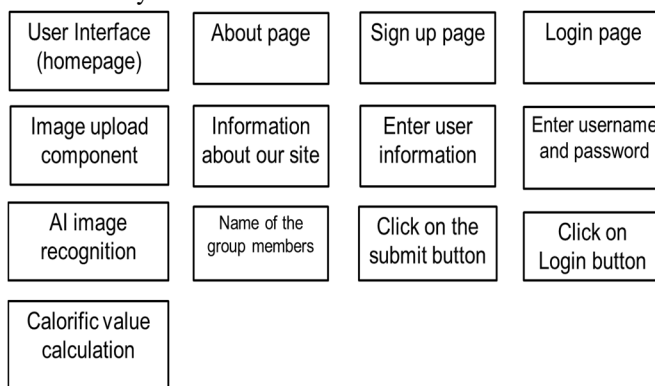 User Interface
(homepage)
About page
Sign up page
Login page
Image upload
component
Information
about our site
Enter user
information
Enter username
and password
AI image
recognition
Name of the
group members
Click on the
submit button
Click on
Login button
Calorific value
calculation